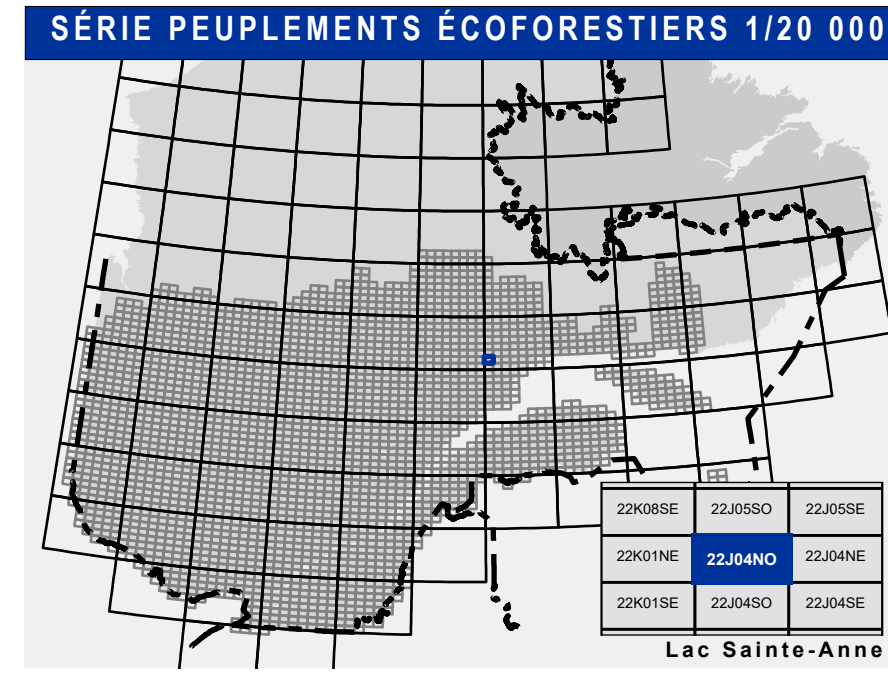 SÉRIE PEUPLEMENTS ÉCOFORESTIERS 1/20 000
22K08SE 22J05SO 22J05SE
22K01NE 22J04NO 22J04NE
22K01SE 22J04SO 22J04SE
Lac Sainte-Anne